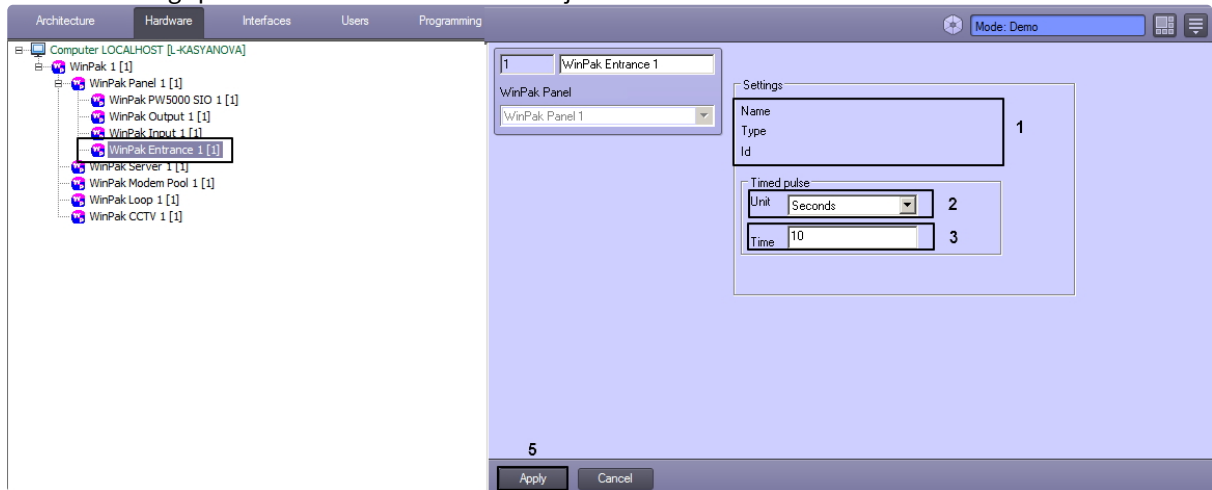 Architecture Hardware Interfaces Users Programming
Mode: Demo
Computer LOCALHOST [L-KASYANOVA]
WinPak 1 [1]
WinPak Panel 1 [1]
WinPak PW5000 SIO 1 [1]
WinPak Output 1 [1]
WinPak Input 1 [1]
WinPak Entrance 1 [1]
WinPak Server 1 [1]
WinPak Modem Pool 1 [1]
WinPak Loop 1 [1]
WinPak CCTV 1 [1]
1 WinPak Entrance 1
WinPak Panel
WinPak Panel 1
Settings
Name
Type
Id
1
Timed pulse
Unit Seconds 2
Time 10 3
5
Apply Cancel